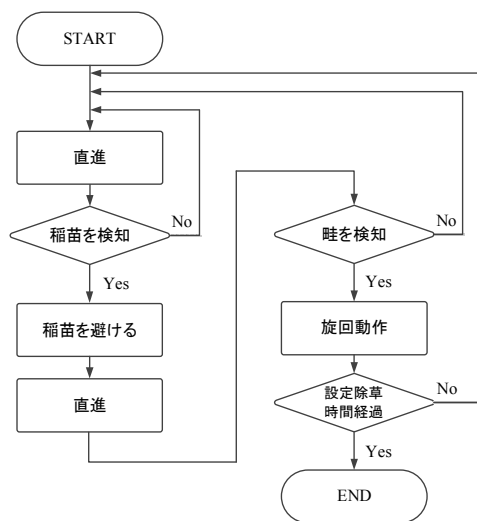 START
直進
稲苗を検知
No
Yes
稲苗を避ける
直進
畦を検知
No
Yes
旋回動作
設定除草
時間経過
No
Yes
END